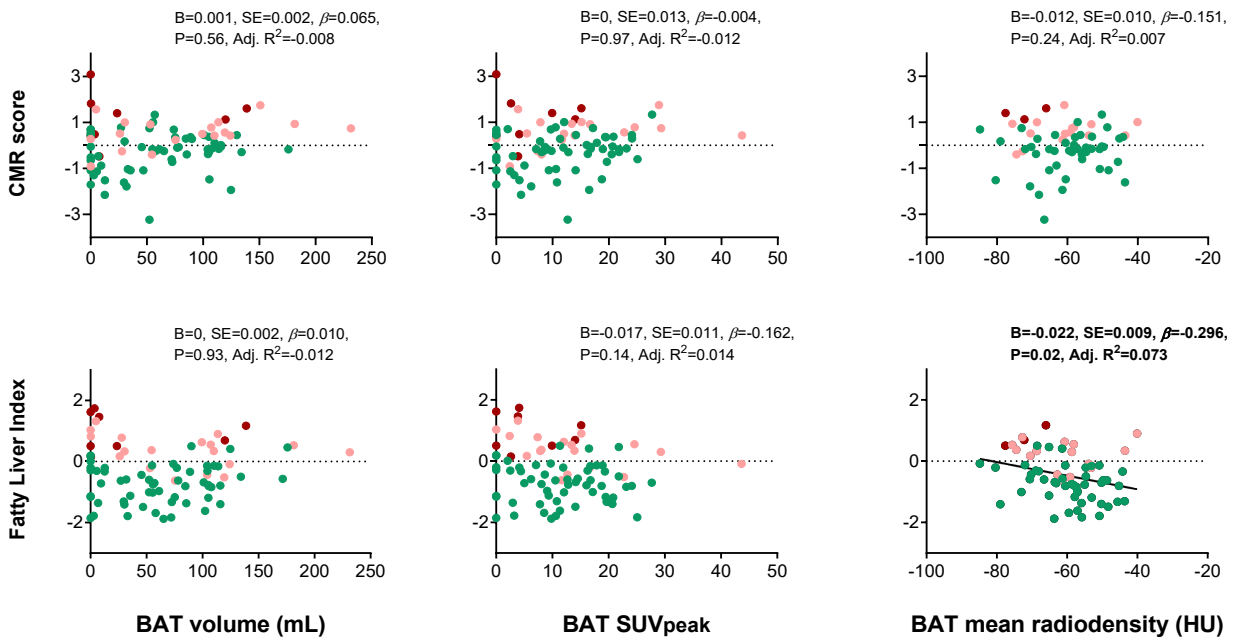 B=0.001, SE=0.002, β=0.065,
P=0.56, Adj. R²=-0.008
B=0, SE=0.013, β=-0.004,
P=0.97, Adj. R²=-0.012
B=-0.012, SE=0.010, β=-0.151,
P=0.24, Adj. R²=0.007
CMR score
3
1
-1
-3
0 50 100 150 200 250
3
1
-1
-3
0 10 20 30 40 50
3
1
-1
-3
-100 -80 -60 -40 -20
B=0, SE=0.002, β=0.010,
P=0.93, Adj. R²=-0.012
B=-0.017, SE=0.011, β=-0.162,
P=0.14, Adj. R²=0.014
B=-0.022, SE=0.009, β=-0.296,
P=0.02, Adj. R²=0.073
Fatty Liver Index
2
0
-2
0 50 100 150 200 250
2
0
-2
0 10 20 30 40 50
2
0
-2
-100 -80 -60 -40 -20
BAT volume (mL)
BAT SUVpeak
BAT mean radiodensity (HU)